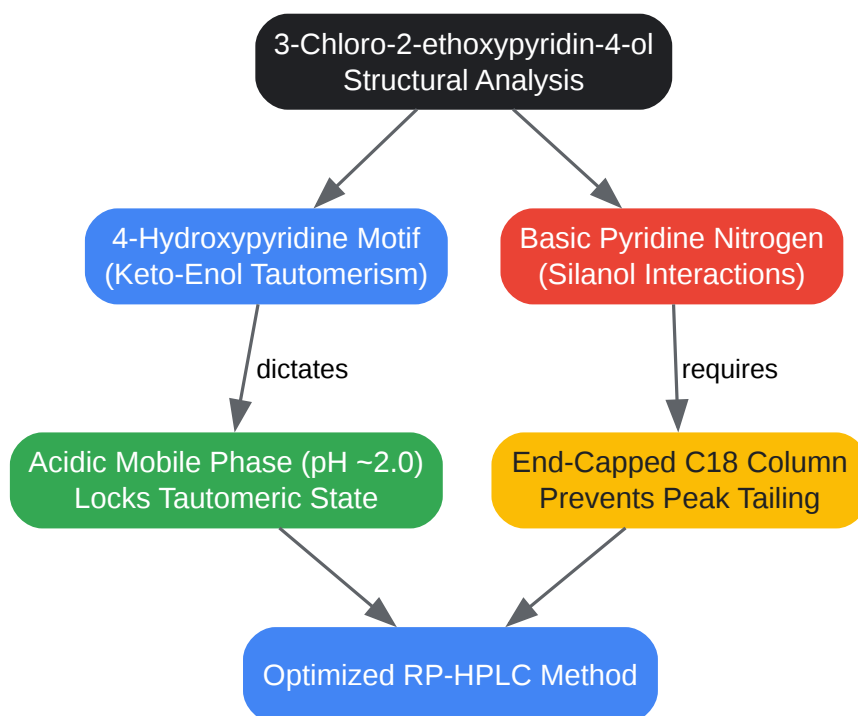 3-Chloro-2-ethoxypyridin-4-ol
Structural Analysis
4-Hydroxypyridine Motif
(Keto-Enol Tautomerism)
Basic Pyridine Nitrogen
(Silanol Interactions)
dictates
requires
Acidic Mobile Phase (pH ~2.0)
Locks Tautomeric State
End-Capped C18 Column
Prevents Peak Tailing
Optimized RP-HPLC Method